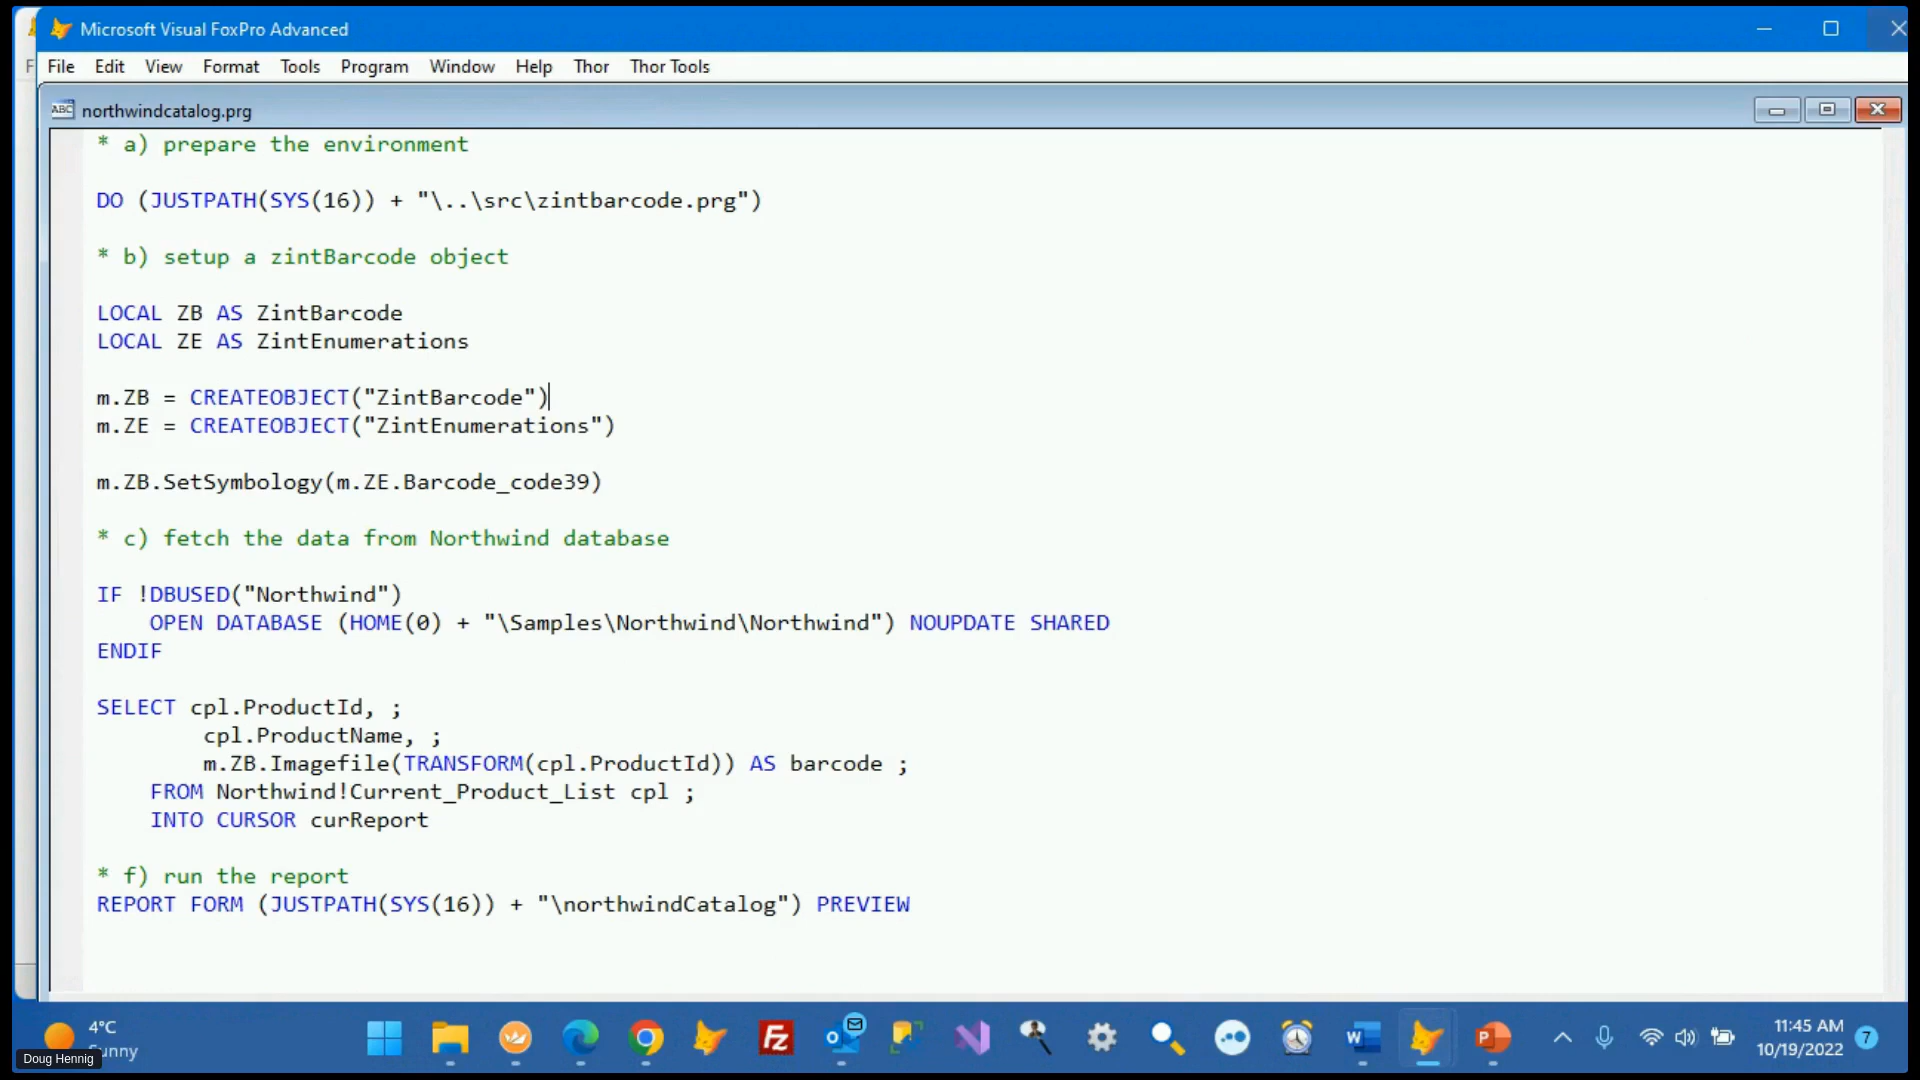 Microsoft Visual FoxPro Advanced
File Edit View Format Tools Program Window Help Thor Thor Tools
ABC northwindcatalog.prg
* a) prepare the environment
DO (JUSTPATH(SYS(16)) + "\..\src\zintbarcode.prg")
* b) setup a zintBarcode object
LOCAL ZB AS ZintBarcode
LOCAL ZE AS ZintEnumerations
m.ZB = CREATEOBJECT("ZintBarcode")
m.ZE = CREATEOBJECT("ZintEnumerations")
m.ZB.SetSymbology(m.ZE.Barcode_code39)
* c) fetch the data from Northwind database
IF !DBUSED("Northwind")
OPEN DATABASE (HOME(0) + "\Samples\Northwind\Northwind") NOUPDATE SHARED
ENDIF
SELECT cpl.ProductId, ;
cpl.ProductName, ;
m.ZB.Imagefile(TRANSFORM(cpl.ProductId)) AS barcode ;
FROM Northwind!Current_Product_List cpl ;
INTO CURSOR curReport
* f) run the report
REPORT FORM (JUSTPATH(SYS(16)) + "\northwindCatalog") PREVIEW
4°C
Sunny
Doug Hennig
11:45 AM
10/19/2022
7